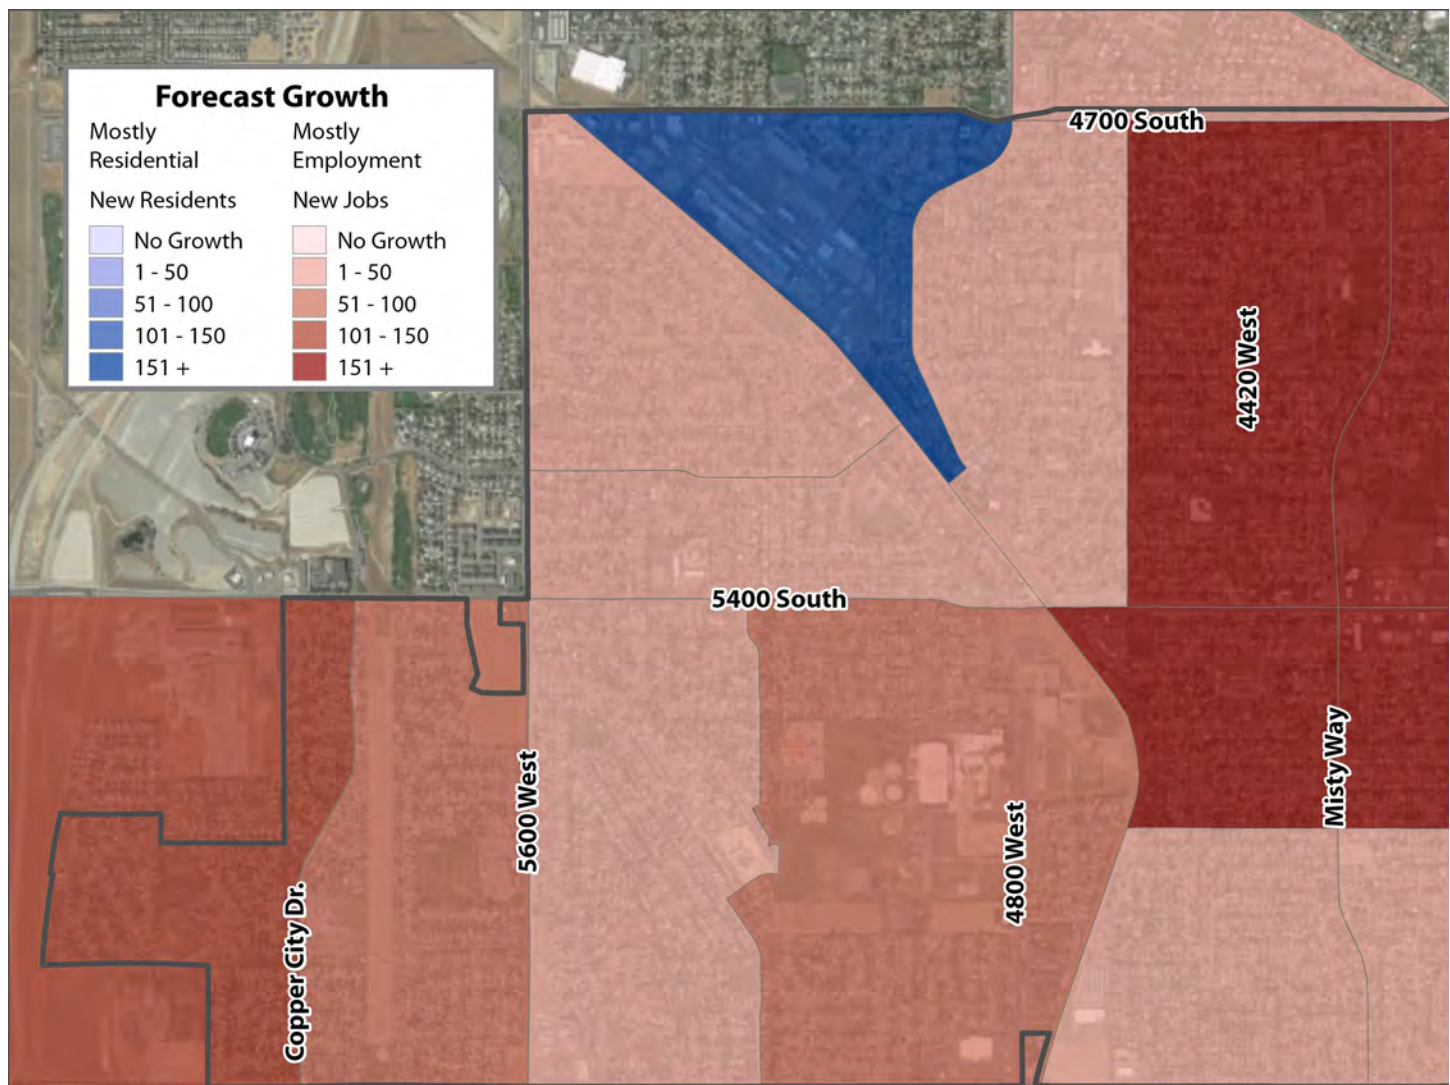 Forecast Growth
Mostly Residential
Mostly Employment
New Residents
New Jobs
No Growth
No Growth
1 - 50
1 - 50
51 - 100
51 - 100
101 - 150
101 - 150
151 +
151 +
4700 South
4420 West
5400 South
5600 West
Misty Way
4800 West
Copper City Dr.